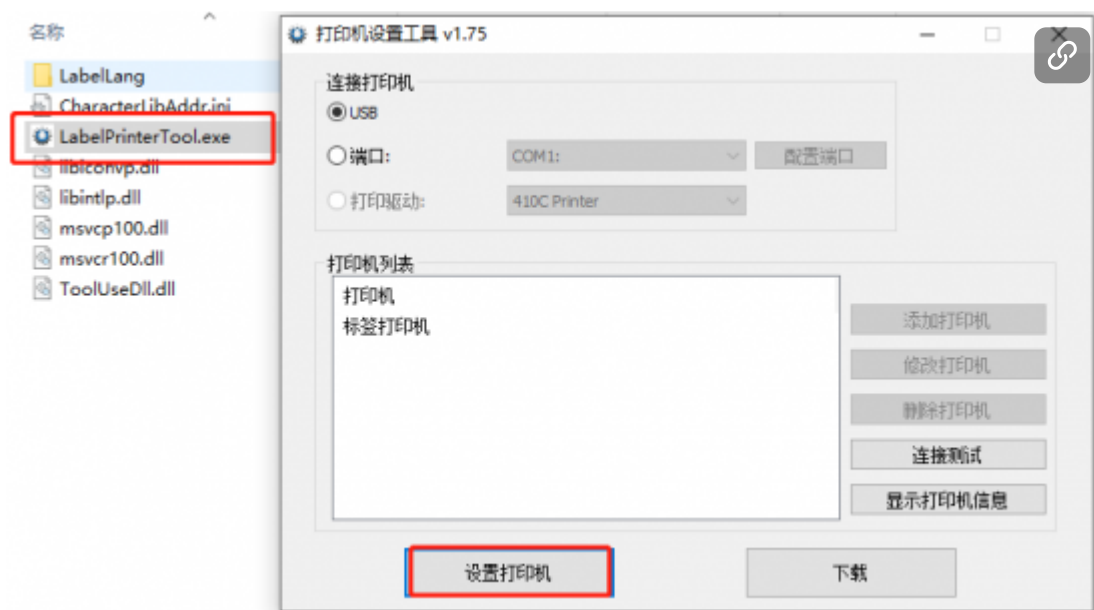 名称
LabelLang
CharacterLibAddr.ini
LabelPrinterTool.exe
libiconvp.dll
libintlp.dll
msvcp100.dll
msvcr100.dll
ToolUseDll.dll
打印机设置工具 v1.75
连接打印机
USB
端口: COM1: 配置端口
打印驱动: 410C Printer
打印机列表
打印机
标签打印机
添加打印机
修改打印机
删除打印机
连接测试
显示打印机信息
设置打印机 下载